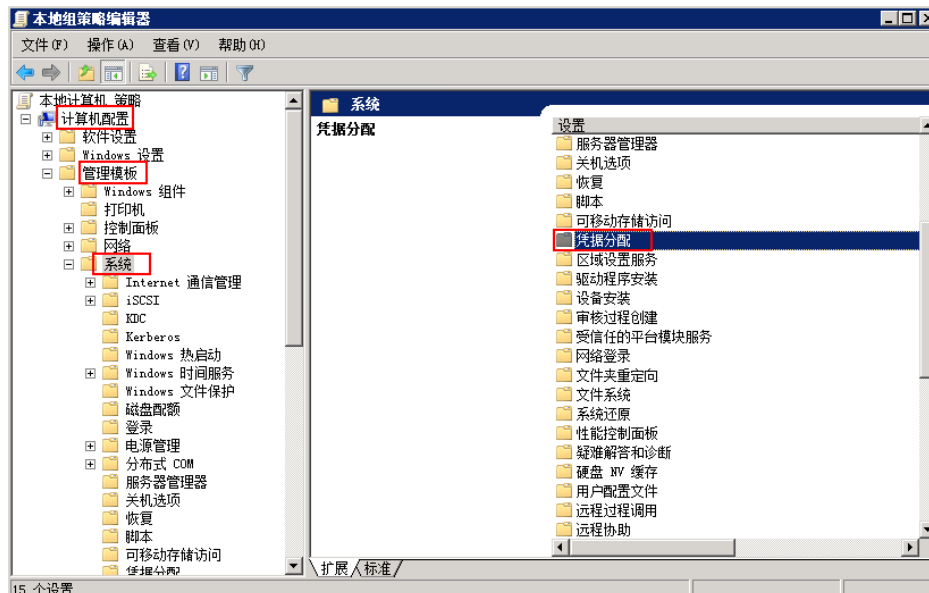 本地组策略编辑器
文件(F) 操作(A) 查看(V) 帮助(H)
本地计算机 策略
计算机配置
软件设置
Windows 设置
管理模板
Windows 组件
打印机
控制面板
网络
系统
Internet 通信管理
iSCSI
KDC
Kerberos
Windows 热启动
Windows 时间服务
Windows 文件保护
磁盘配额
登录
电源管理
分布式 COM
服务器管理器
关机选项
恢复
脚本
可移动存储访问
凭据分配
系统
凭据分配
设置
服务器管理器
关机选项
恢复
脚本
可移动存储访问
凭据分配
区域设置服务
驱动程序安装
设备安装
审核过程创建
受信任的平台模块服务
网络登录
文件夹重定向
文件系统
系统还原
性能控制面板
疑难解答和诊断
硬盘 NV 缓存
用户配置文件
远程过程调用
远程协助
扩展 标准
15 个设置